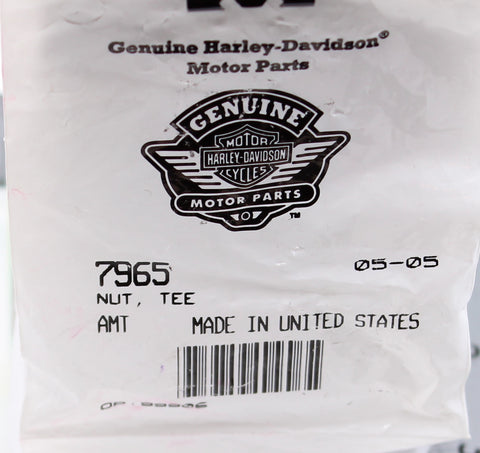 Genuine Harley-Davidson®
Motor Parts
GENUINE
MOTOR
HARLEY-DAVIDSON
CYCLES
MOTOR PARTS
TM
7965 05-05
NUT, TEE
AMT MADE IN UNITED STATES